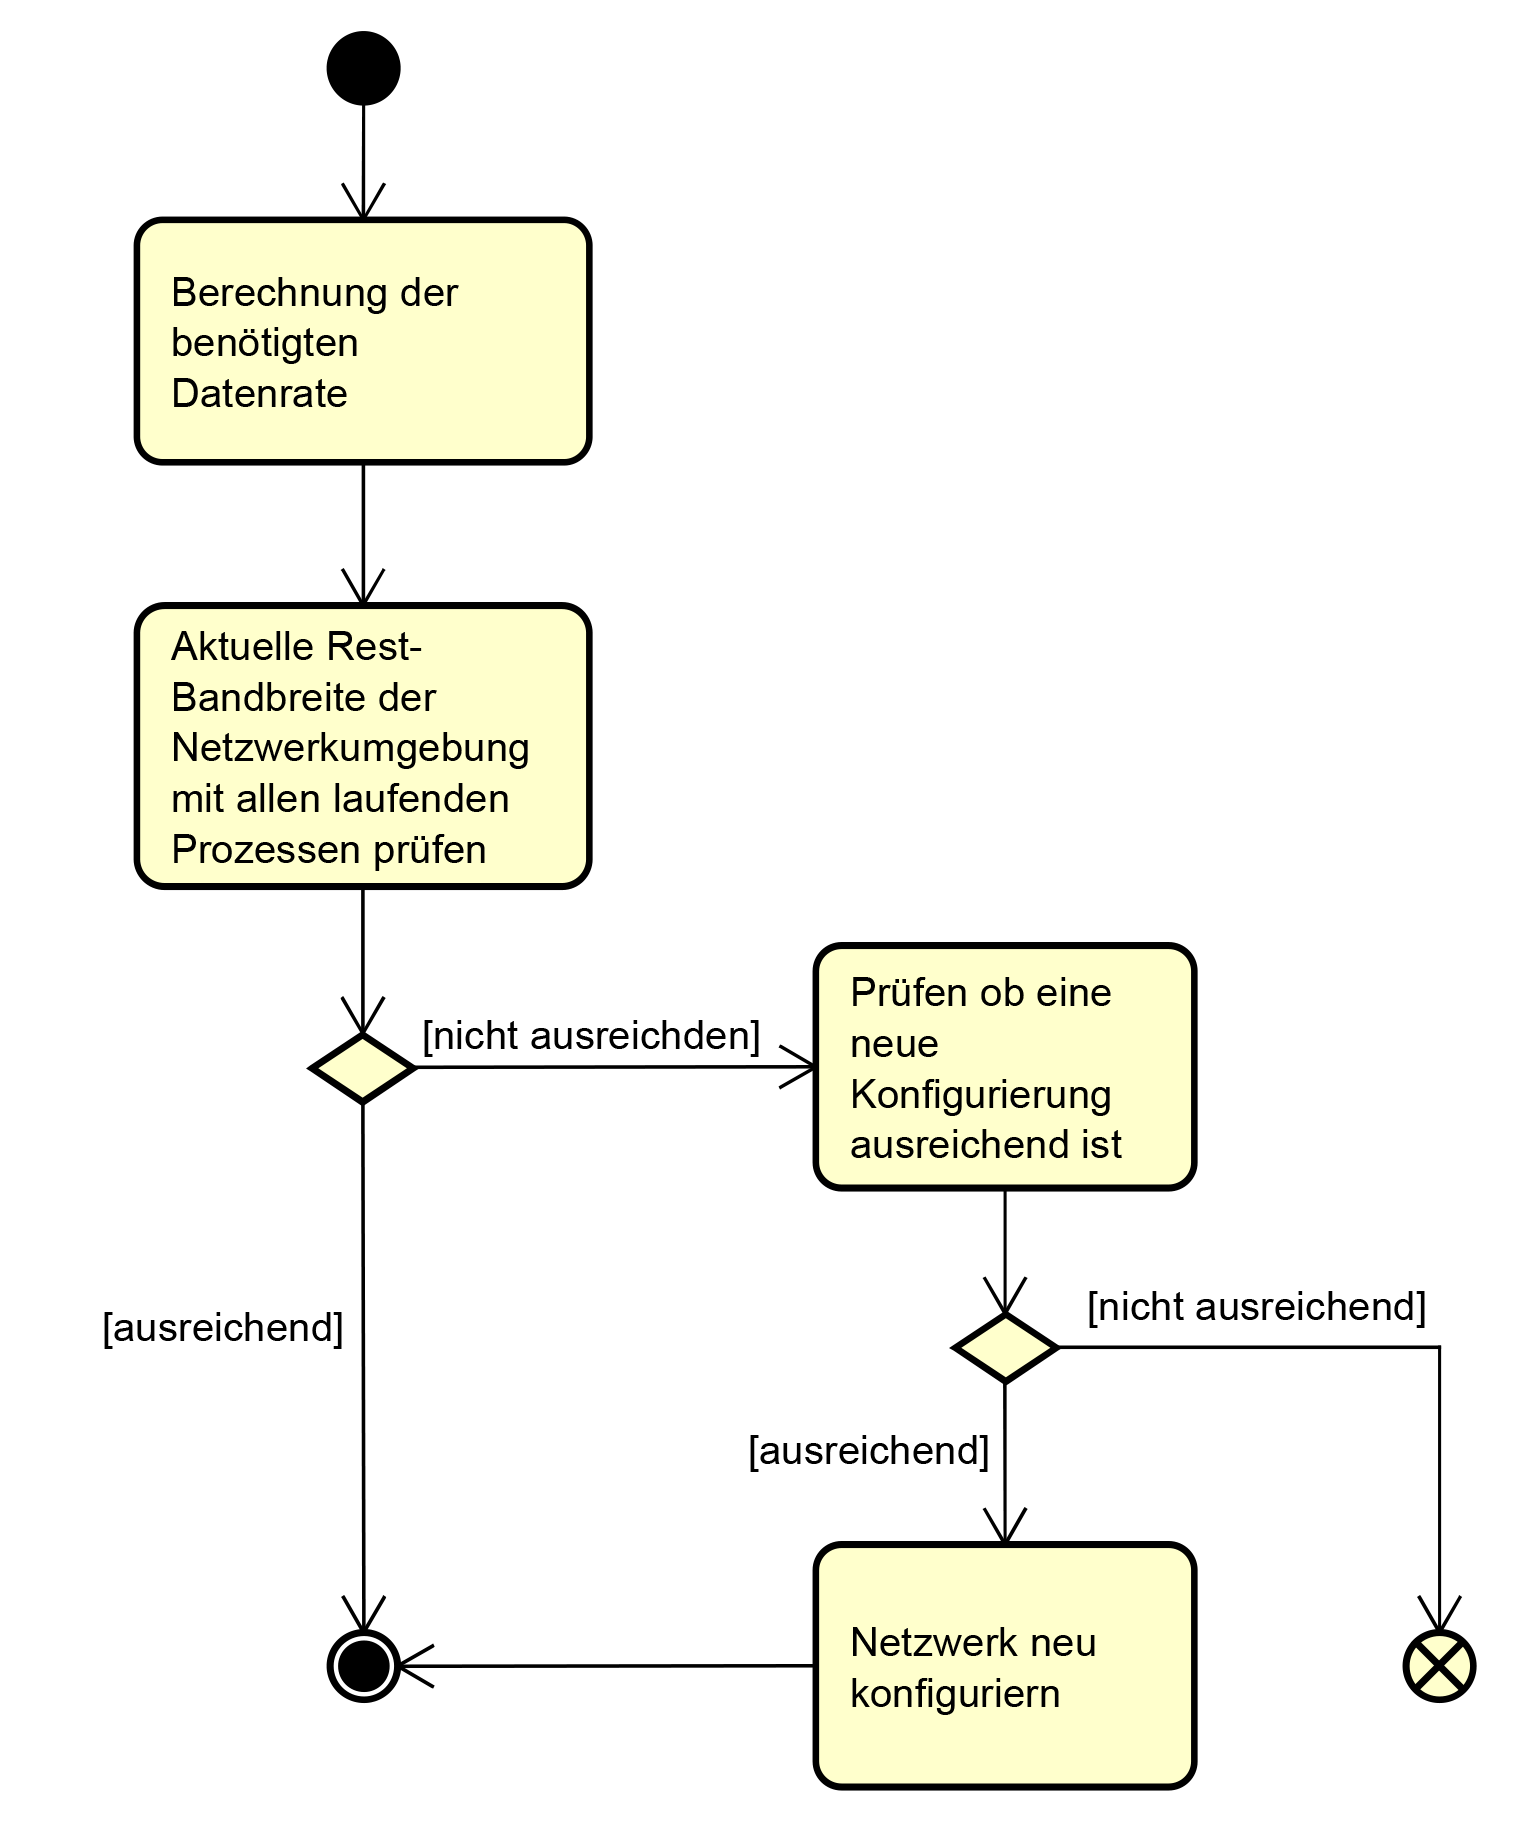 Berechnung der
benötigten
Datenrate
Aktuelle Rest-
Bandbreite der
Netzwerkumgebung
mit allen laufenden
Prozessen prüfen
[nicht ausreichden]
Prüfen ob eine
neue
Konfigurierung
ausreichend ist
[ausreichend]
[nicht ausreichend]
[ausreichend]
Netzwerk neu
konfiguriern